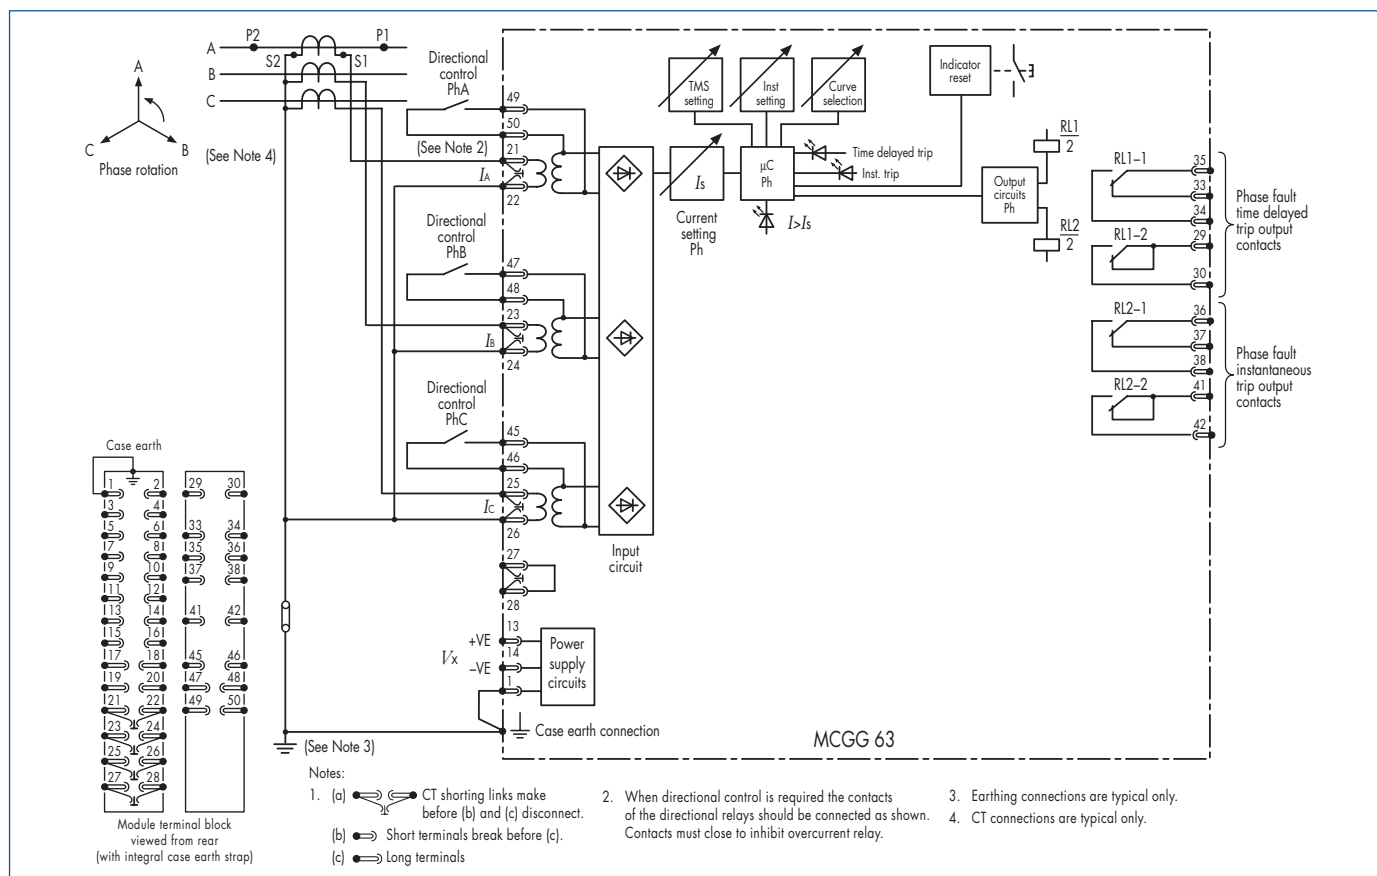 A
P2
P1
S2
S1
B
C
A
C
B
Phase rotation
(See Note 4)
Directional
control
PhA
49
50
(See Note 2)
21
IA
22
Directional
control
PhB
47
48
23
IB
24
Directional
control
PhC
45
46
25
IC
26
27
28
13
+VE
Vx
14
–VE
1
Power
supply
circuits
Case earth connection
Input
circuit
TMS
setting
Inst
setting
Curve
selection
Indicator
reset
Is
Current
setting
Ph
µC
Ph
Time delayed trip
Inst. trip
I>Is
Output
circuits
Ph
RL1
2
RL2
2
RL1–1
35
33
34
RL1–2
29
30
Phase fault
time delayed
trip output
contacts
RL2–1
36
37
38
RL2–2
41
42
Phase fault
instantaneous
trip output
contacts
MCGG 63
Case earth
1 2 29 30
3 4
5 6 33 34
7 8 35 36
9 10 37 38
11 12
13 14 41 42
15 16
17 18 45 46
19 20 47 48
21 22 49 50
23 24
25 26
27 28
Module terminal block
viewed from rear
(with integral case earth strap)
(See Note 3)
Notes:
1. (a) CT shorting links make
before (b) and (c) disconnect.
(b) Short terminals break before (c).
(c) Long terminals
2. When directional control is required the contacts
of the directional relays should be connected as shown.
Contacts must close to inhibit overcurrent relay.
3. Earthing connections are typical only.
4. CT connections are typical only.